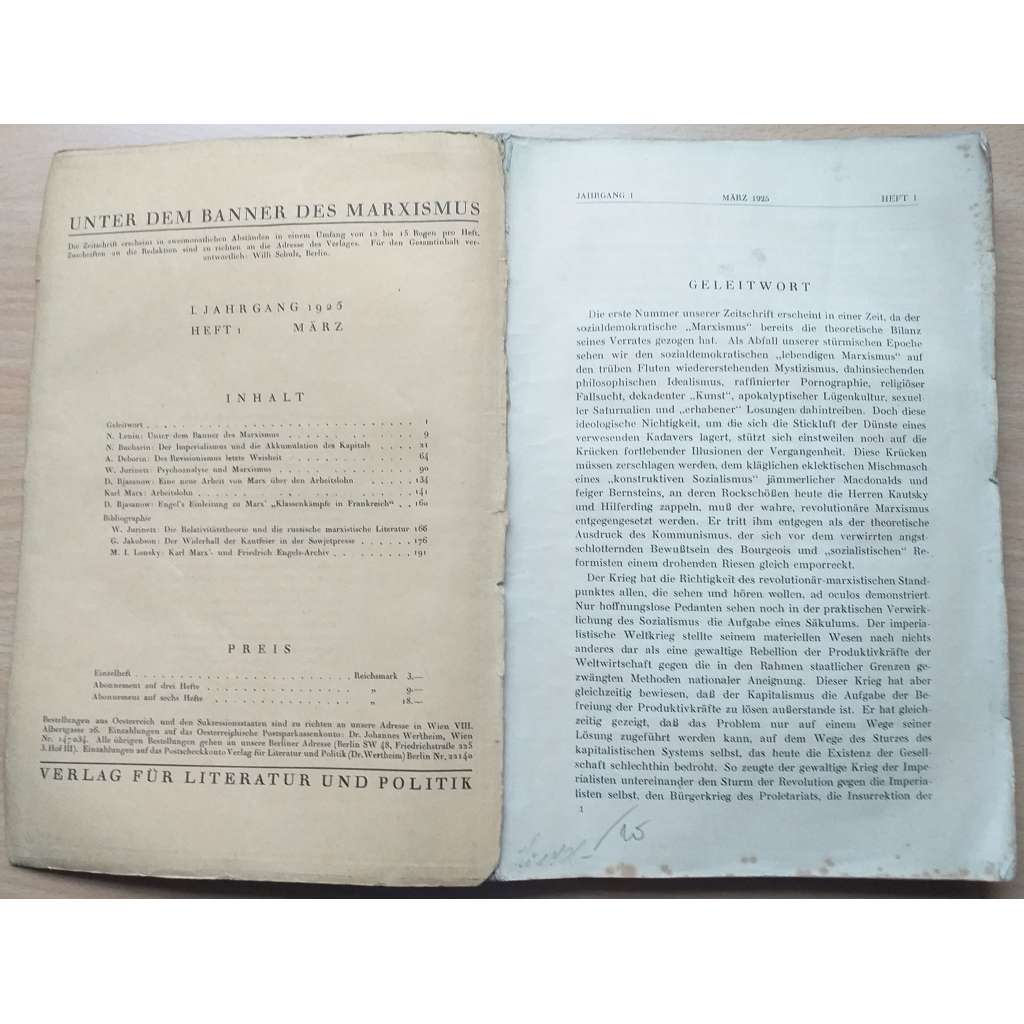 UNTER DEM BANNER DES MARXISMUS
Die Zeitschrift erscheint in zweimonatlichen Abständen in einem Umfang von 12 bis 15 Bogen pro Heft.
Zuschriften an die Redaktion sind zu richten an die Adresse des Verlages. Für den Gesamtinhalt ver-
antwortlich: Willi Schulz, Berlin.
I. JAHRGANG 1925
HEFT 1 MÄRZ
INHALT
Geleitwort . . . . . . . . . . 1
N. Lenin: Unter dem Banner des Marxismus . . . . . . . . . . 9
N. Bucharin: Der Imperialismus und die Akkumulation des Kapitals . . . . . 21
A. Deborin: Des Revisionismus letzte Weisheit . . . . . . . . . . 64
W. Jurinetz: Psychoanalyse und Marxismus . . . . . . . . . . 90
D. Rjasanow: Eine neue Arbeit von Marx über den Arbeitslohn . . . . . 134
Karl Marx: Arbeitslohn . . . . . . . . . . 141
D. Rjasanow: Engel's Einleitung zu Marx' „Klassenkämpfe in Frankreich“ . . 160
Bibliographie
W. Jurinetz: Die Relativitätstheorie und die russische marxistische Literatur 166
G. Jakobson: Der Widerhall der Kantfeier in der Sowjetpresse . . . . . 176
M. I. Lonsky: Karl Marx'- und Friedrich Engels-Archiv . . . . . . . 191
PREIS
Einzelheft . . . . . . . . . . Reichsmark 3.—
Abonnement auf drei Hefte . . . . . . . . . . „ 9.—
Abonnement auf sechs Hefte . . . . . . . . . . „ 18.—
Bestellungen aus Oesterreich und den Sukzessionsstaaten sind zu richten an unsere Adresse in Wien VIII.
Albertgasse 26. Einzahlungen auf das Oesterreichische Postsparkassenkonto: Dr. Johannes Wertheim, Wien
Nr. 147.034. Alle übrigen Bestellungen gehen an unsere Berliner Adresse (Berlin SW 48, Friedrichstraße 225
3. Hof III). Einzahlungen auf das Postscheckkonto Verlag für Literatur und Politik (Dr. Wertheim) Berlin Nr. 22140
VERLAG FÜR LITERATUR UND POLITIK
JAHRGANG 1 MÄRZ 1925 HEFT 1
GELEITWORT
Die erste Nummer unserer Zeitschrift erscheint in einer Zeit, da der
sozialdemokratische „Marxismus“ bereits die theoretische Bilanz
seines Verrates gezogen hat. Als Abfall unserer stürmischen Epoche
sehen wir den sozialdemokratischen „lebendigen Marxismus“ auf
den trüben Fluten wiedererstehenden Mystizismus, dahinsiechenden
philosophischen Idealismus, raffinierter Pornographie, religiöser
Fallsucht, dekadenter „Kunst“, apokalyptischer Lügenkultur, sexuel-
ler Saturnalien und „erhabener“ Losungen dahintreiben. Doch diese
ideologische Nichtigkeit, um die sich die Stickluft der Dünste eines
verwesenden Kadavers lagert, stützt sich einstweilen noch auf die
Krücken fortlebender Illusionen der Vergangenheit. Diese Krücken
müssen zerschlagen werden, dem kläglichen eklektischen Mischmasch
eines „konstruktiven Sozialismus“ jämmerlicher Macdonalds und
feiger Bernsteins, an deren Rockschößen heute die Herren Kautsky
und Hilferding zappeln, muß der wahre, revolutionäre Marxismus
entgegengesetzt werden. Er tritt ihm entgegen als der theoretische
Ausdruck des Kommunismus, der sich vor dem verwirrten angst-
schlotternden Bewußtsein des Bourgeois und „sozialistischen“ Re-
formisten einem drohenden Riesen gleich emporreckt.
Der Krieg hat die Richtigkeit des revolutionär-marxistischen Stand-
punktes allen, die sehen und hören wollen, ad oculos demonstriert.
Nur hoffnungslose Pedanten sehen noch in der praktischen Verwirk-
lichung des Sozialismus die Aufgabe eines Säkulums. Der imperia-
listische Weltkrieg stellte seinem materiellen Wesen nach nichts
anderes dar als eine gewaltige Rebellion der Produktivkräfte der
Weltwirtschaft gegen die in den Rahmen staatlicher Grenzen ge-
zwängten Methoden nationaler Aneignung. Dieser Krieg hat aber
gleichzeitig bewiesen, daß der Kapitalismus die Aufgabe der Be-
freiung der Produktivkräfte zu lösen außerstande ist. Er hat gleich-
zeitig gezeigt, daß das Problem nur auf einem Wege seiner
Lösung zugeführt werden kann, auf dem Wege des Sturzes des
kapitalistischen Systems selbst, das heute die Existenz der Gesell-
schaft schlechthin bedroht. So zeugte der gewaltige Krieg der Impe-
rialisten untereinander den Sturm der Revolution gegen die Imperia-
listen selbst, den Bürgerkrieg des Proletariats, die Insurrektion der
1